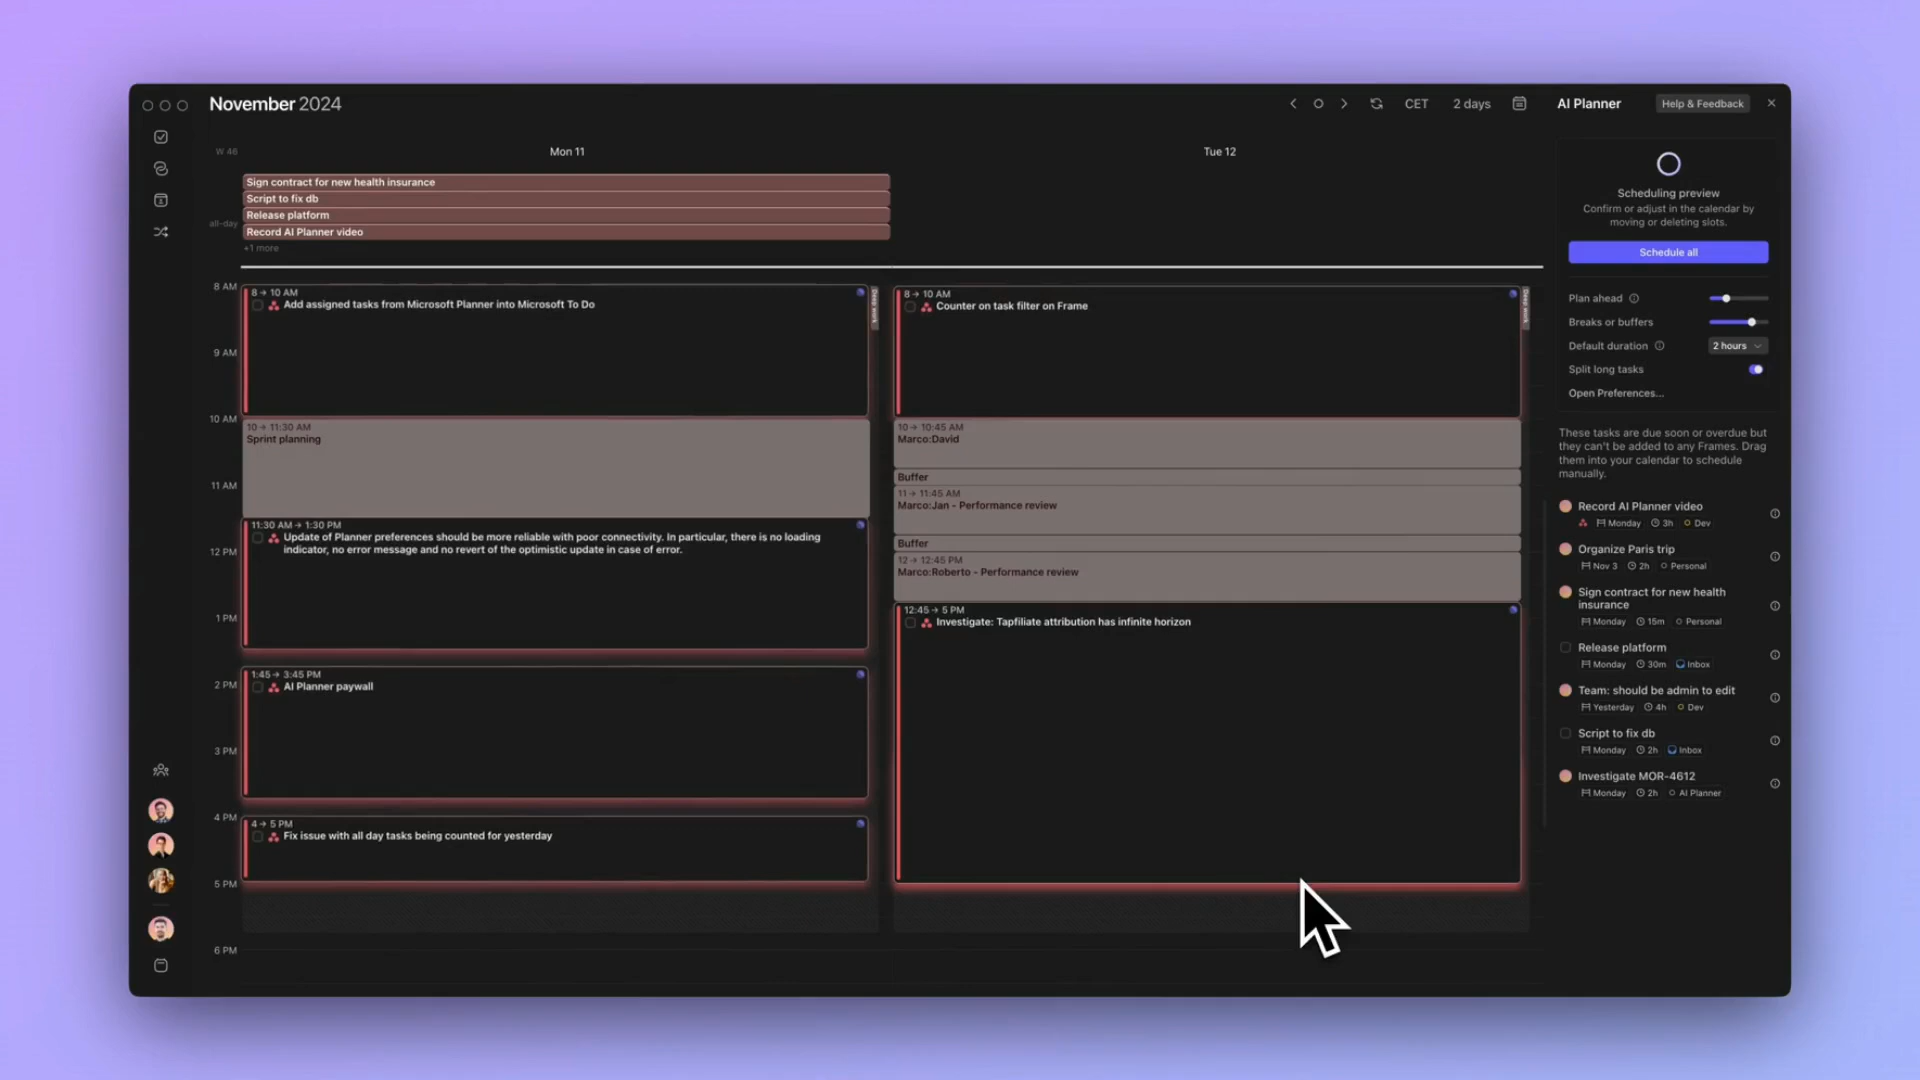 November 2024
CET
2 days
AI Planner
Help & Feedback
W 46
Mon 11
Tue 12
all-day
Sign contract for new health insurance
Script to fix db
Release platform
Record AI Planner video
+1 more
8 AM
9 AM
10 AM
11 AM
12 PM
1 PM
2 PM
3 PM
4 PM
5 PM
6 PM
8 → 10 AM
Add assigned tasks from Microsoft Planner into Microsoft To Do
Deep work
10 → 11:30 AM
Sprint planning
11:30 AM → 1:30 PM
Update of Planner preferences should be more reliable with poor connectivity. In particular, there is no loading
indicator, no error message and no revert of the optimistic update in case of error.
1:45 → 3:45 PM
AI Planner paywall
4 → 5 PM
Fix issue with all day tasks being counted for yesterday
8 → 10 AM
Counter on task filter on Frame
Deep work
10 → 10:45 AM
Marco:David
Buffer
11 → 11:45 AM
Marco:Jan - Performance review
Buffer
12 → 12:45 PM
Marco:Roberto - Performance review
12:45 → 5 PM
Investigate: Tapfiliate attribution has infinite horizon
Scheduling preview
Confirm or adjust in the calendar by
moving or deleting slots.
Schedule all
Plan ahead
Breaks or buffers
Default duration
2 hours
Split long tasks
Open Preferences...
These tasks are due soon or overdue but
they can't be added to any Frames. Drag
them into your calendar to schedule
manually.
Record AI Planner video
Monday 3h Dev
Organize Paris trip
Nov 3 2h Personal
Sign contract for new health
insurance
Monday 15m Personal
Release platform
Monday 30m Inbox
Team: should be admin to edit
Yesterday 4h Dev
Script to fix db
Monday 2h Inbox
Investigate MOR-4612
Monday 2h AI Planner